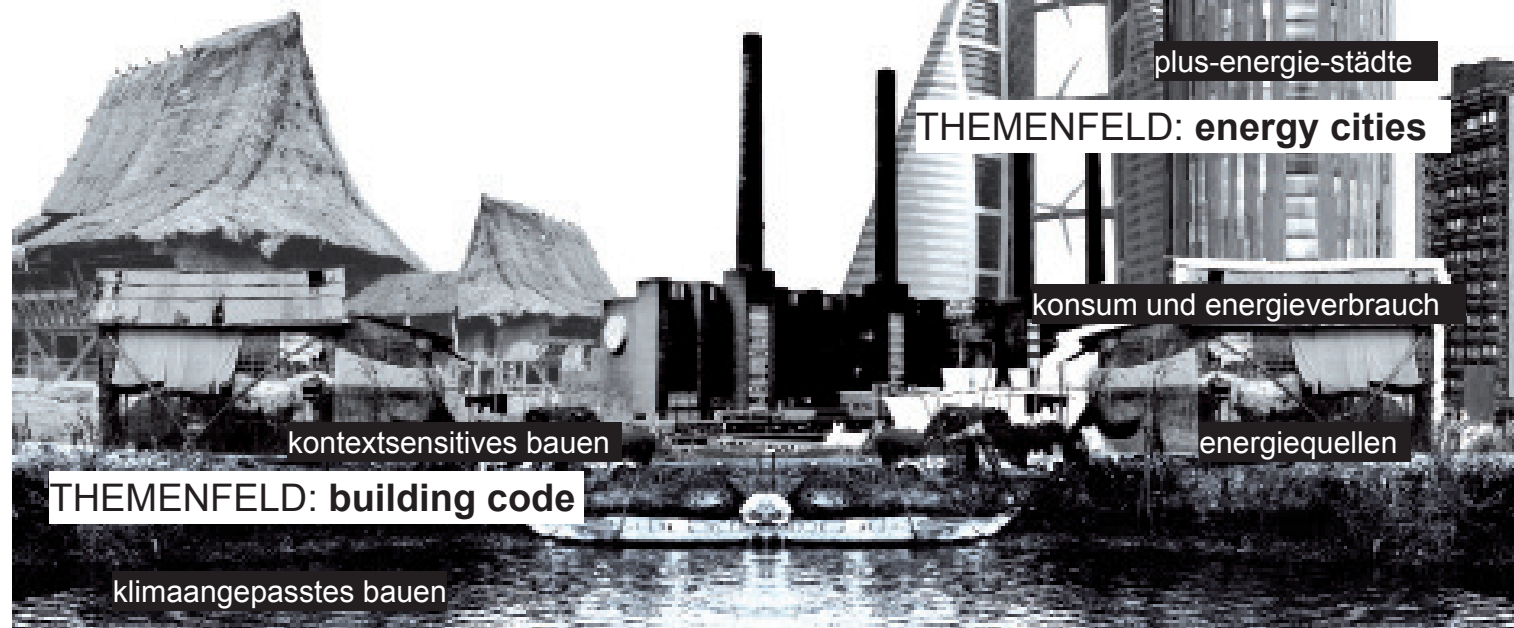 plus-energie-städte
THEMENFELD: energy cities
konsum und energieverbrauch
kontextsensitives bauen
energiequellen
THEMENFELD: building code
klimaangepasstes bauen